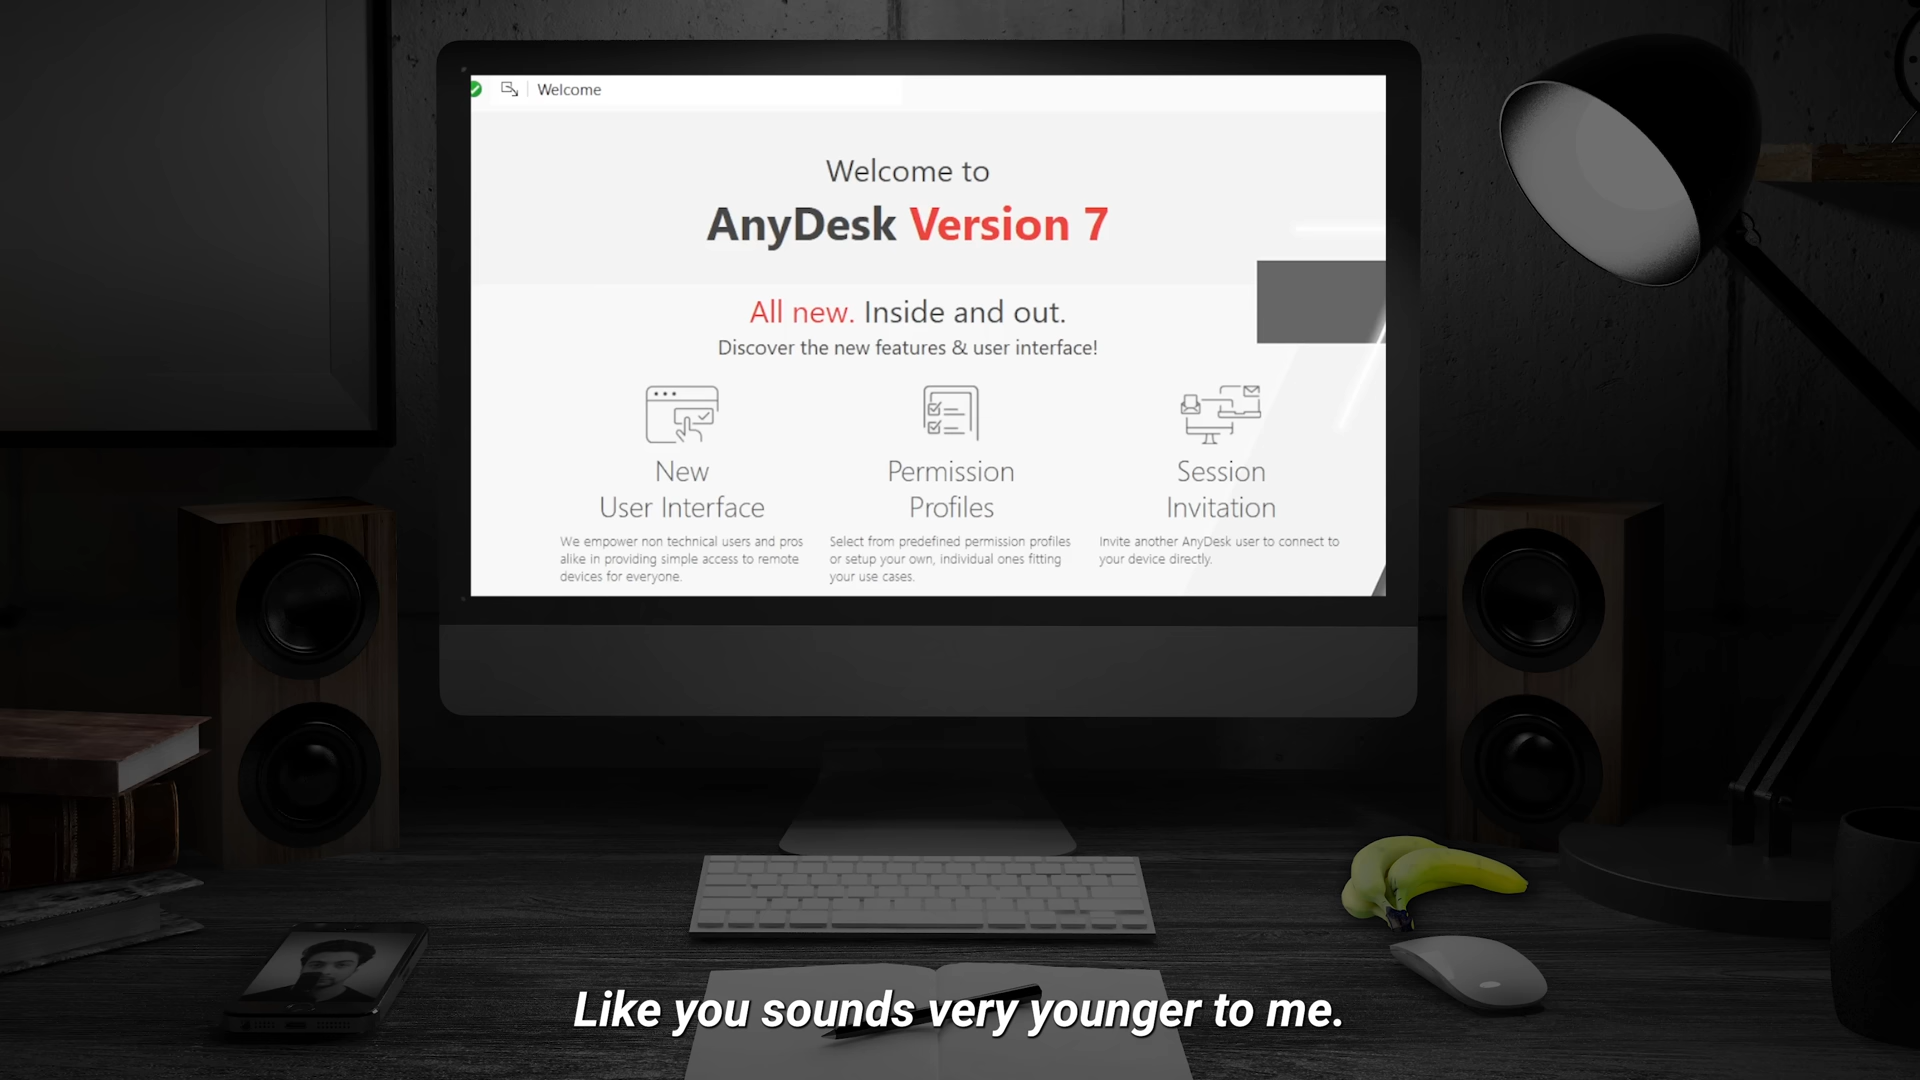 Welcome
Welcome to
AnyDesk Version 7
All new. Inside and out.
Discover the new features & user interface!
New
User Interface
We empower non technical users and pros
alike in providing simple access to remote
devices for everyone.
Permission
Profiles
Select from predefined permission profiles
or setup your own, individual ones fitting
your use cases.
Session
Invitation
Invite another AnyDesk user to connect to
your device directly.
Like you sounds very younger to me.